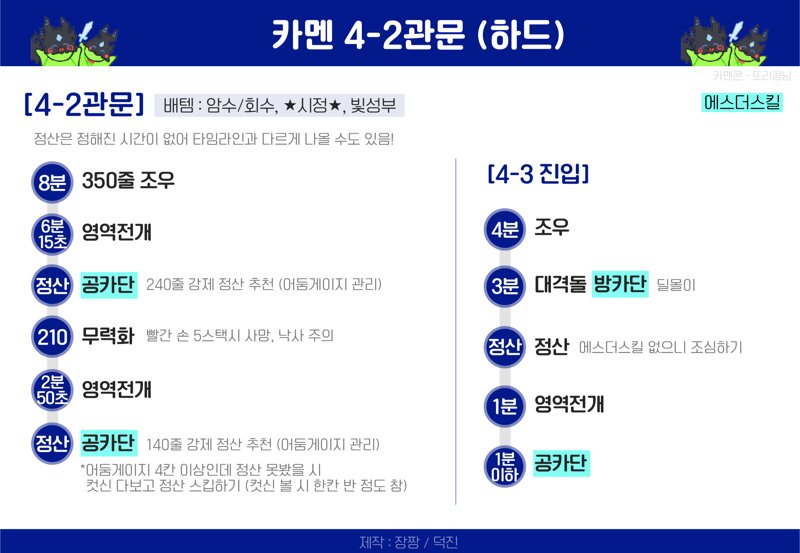 카멘 4-2관문 (하드)
카멘콘 - 또리콤님
[4-2관문] 배템 : 암수/회수, ★시정★, 빛성부
에스더스킬
정산은 정해진 시간이 없어 타임라인과 다르게 나올 수도 있음!
8분 350줄 조우
6분
15초 영역전개
정산 공카단 240줄 강제 정산 추천 (어둠게이지 관리)
210 무력화 빨간 손 5스택시 사망, 낙사 주의
2분
50초 영역전개
정산 공카단 140줄 강제 정산 추천 (어둠게이지 관리)
*어둠게이지 4칸 이상인데 정산 못봤을 시
컷신 다보고 정산 스킵하기 (컷신 볼 시 한칸 반 정도 참)
[4-3 진입]
4분 조우
3분 대격돌 방카단 딜몰이
정산 정산 에스더스킬 없으니 조심하기
1분 영역전개
1분
이하 공카단
제작 : 장짱 / 덕진